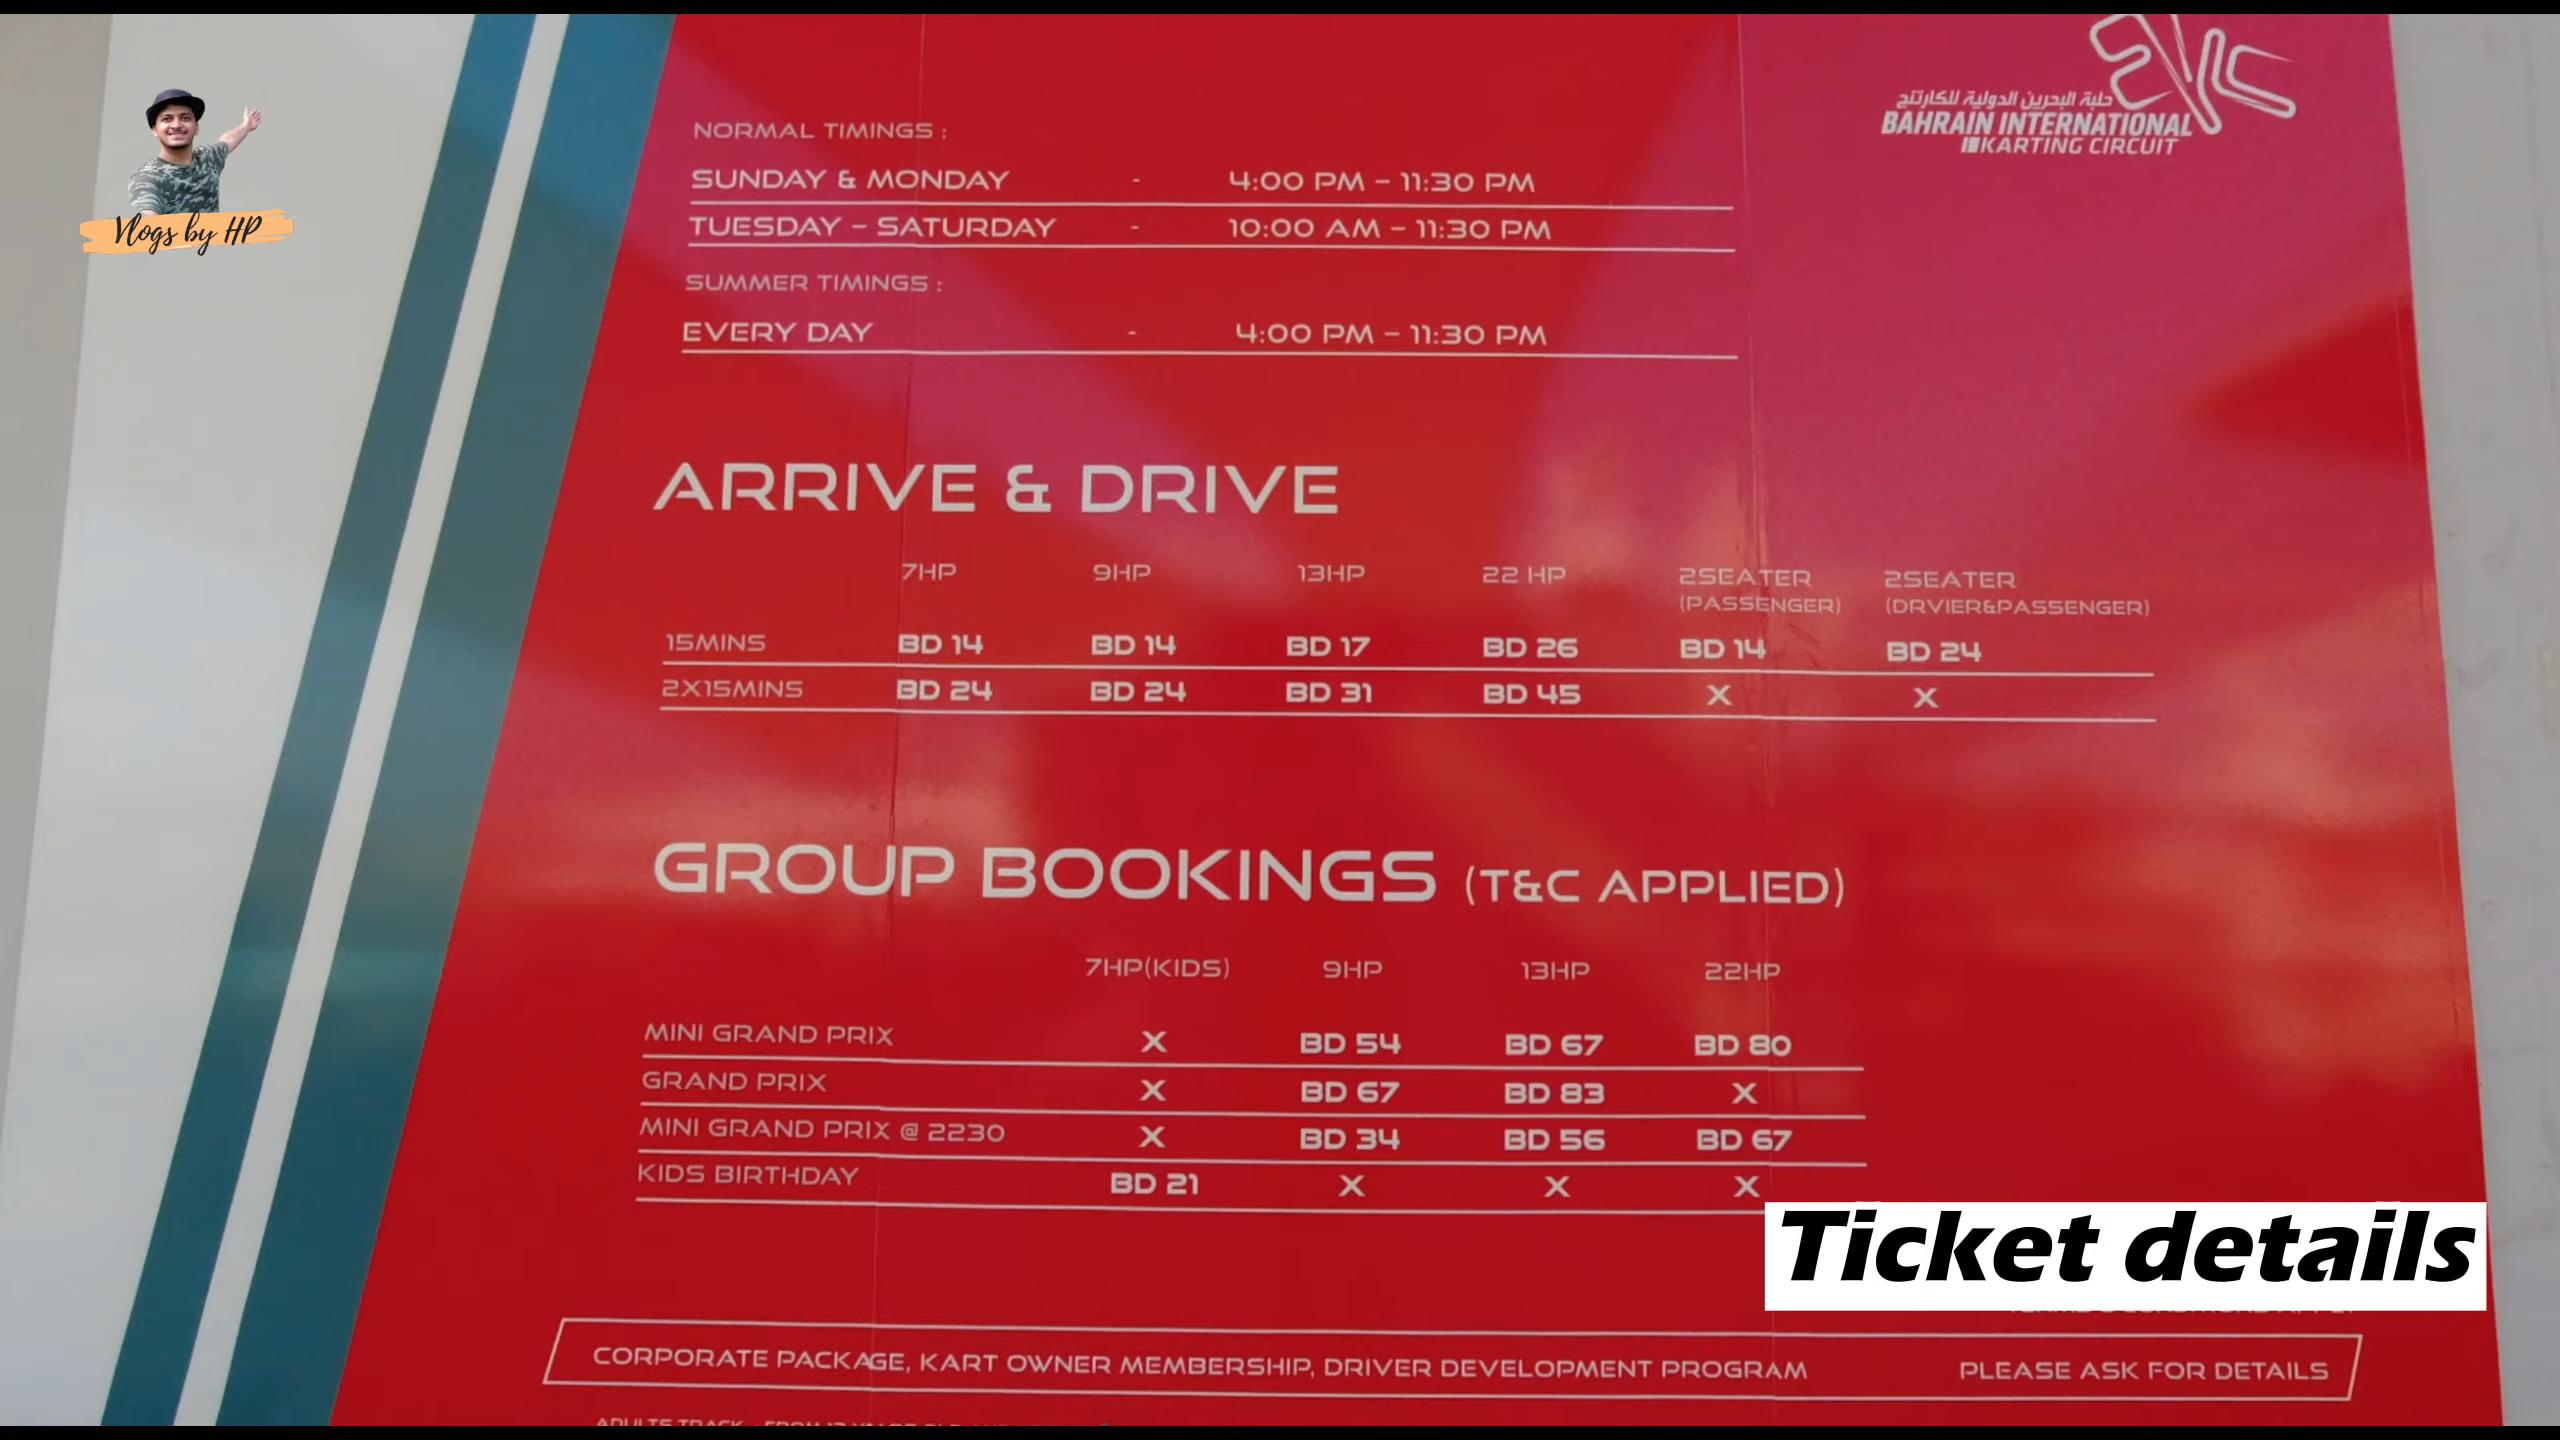 Vlogs by HP
حلبة البحرين الدولية للكارتنج
BAHRAIN INTERNATIONAL
KARTING CIRCUIT
NORMAL TIMINGS :
SUNDAY & MONDAY - 4:00 PM – 11:30 PM
TUESDAY – SATURDAY - 10:00 AM – 11:30 PM
SUMMER TIMINGS :
EVERY DAY - 4:00 PM – 11:30 PM
ARRIVE & DRIVE
7HP 9HP 13HP 22 HP 2SEATER (PASSENGER) 2SEATER (DRVIER&PASSENGER)
15MINS BD 14 BD 14 BD 17 BD 26 BD 14 BD 24
2X15MINS BD 24 BD 24 BD 31 BD 45 X X
GROUP BOOKINGS (T&C APPLIED)
7HP(KIDS) 9HP 13HP 22HP
MINI GRAND PRIX X BD 54 BD 67 BD 80
GRAND PRIX X BD 67 BD 83 X
MINI GRAND PRIX @ 2230 X BD 34 BD 56 BD 67
KIDS BIRTHDAY BD 21 X X X
Ticket details
CORPORATE PACKAGE, KART OWNER MEMBERSHIP, DRIVER DEVELOPMENT PROGRAM PLEASE ASK FOR DETAILS